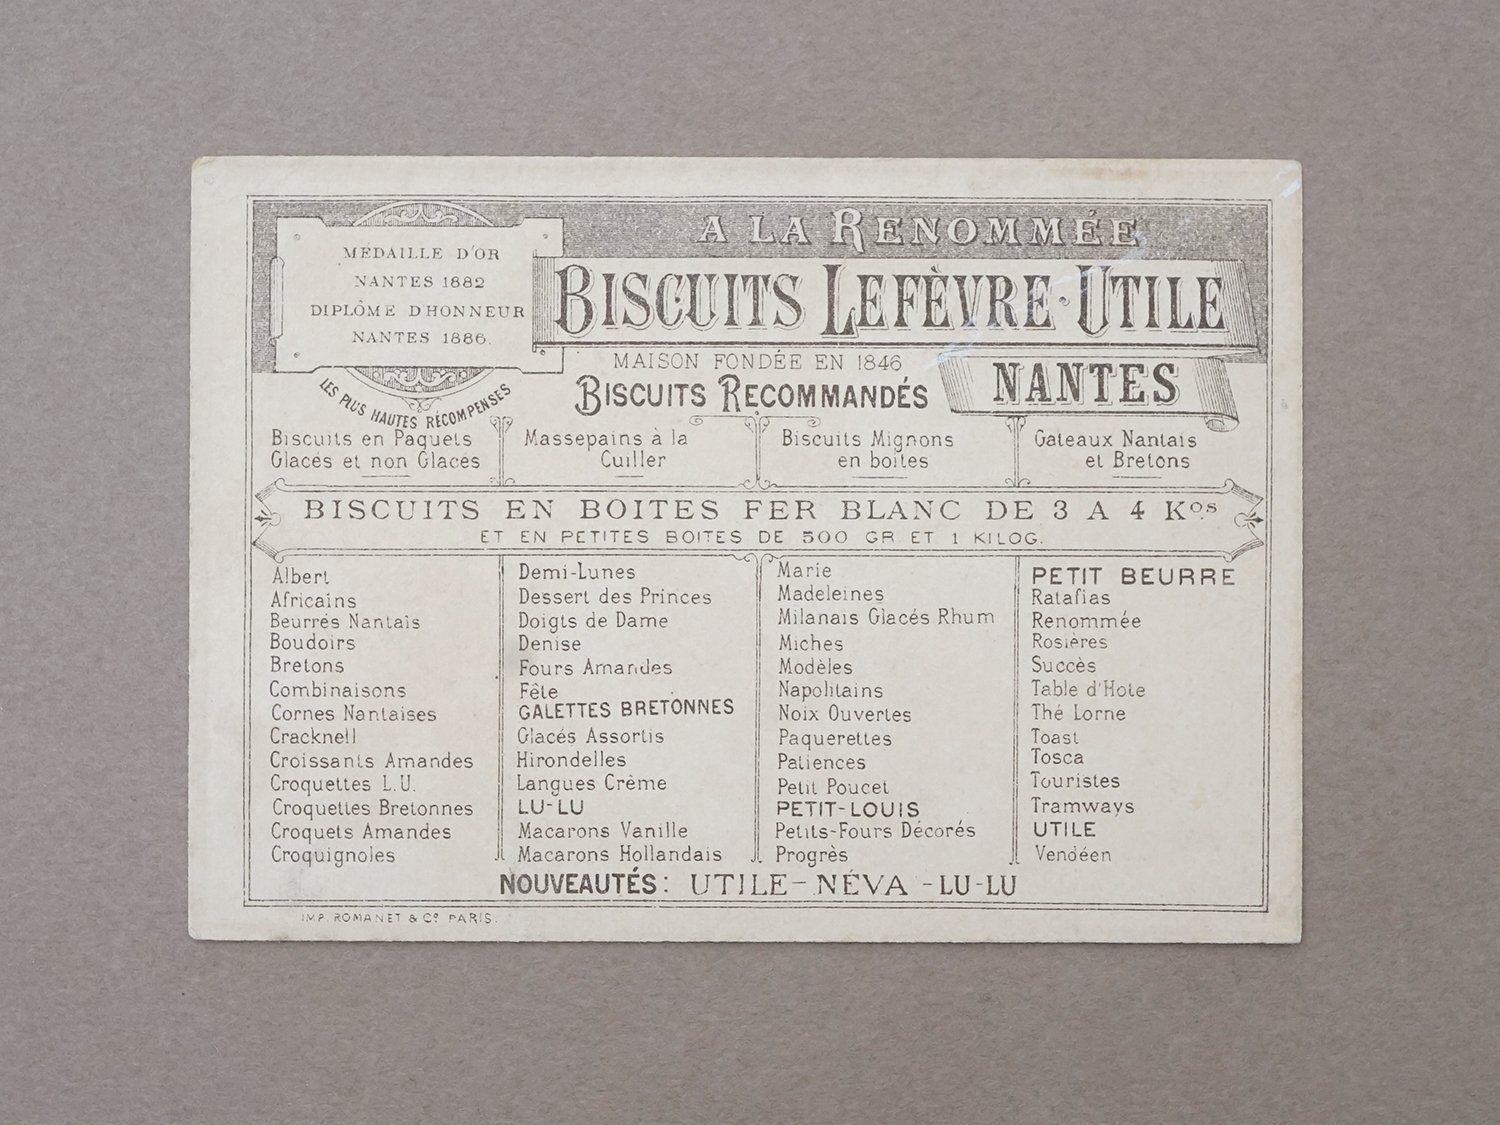 MÉDAILLE D'OR
NANTES 1882
DIPLÔME D'HONNEUR
NANTES 1886.
LES PLUS HAUTES RÉCOMPENSES
A LA RENOMMÉE
BISCUITS LEFÈVRE-UTILE
MAISON FONDÉE EN 1846
NANTES
BISCUITS RECOMMANDÉS
Biscuits en Paquets
Glacés et non Glacés
Massepains à la
Cuiller
Biscuits Mignons
en boites
Gateaux Nantais
et Bretons
BISCUITS EN BOITES FER BLANC DE 3 A 4 Kos
ET EN PETITES BOITES DE 500 GR ET 1 KILOG.
Albert
Africains
Beurrés Nantais
Boudoirs
Bretons
Combinaisons
Cornes Nantaises
Cracknell
Croissants Amandes
Croquettes L.U.
Croquettes Bretonnes
Croquets Amandes
Croquignoles
Demi-Lunes
Dessert des Princes
Doigts de Dame
Denise
Fours Amandes
Fête
GALETTES BRETONNES
Glacés Assortis
Hirondelles
Langues Crème
LU-LU
Macarons Vanille
Macarons Hollandais
Marie
Madeleines
Milanais Glacés Rhum
Miches
Modèles
Napolitains
Noix Ouvertes
Paquerettes
Patiences
Petit Poucet
PETIT-LOUIS
Petits-Fours Décorés
Progrès
PETIT BEURRE
Ratafias
Renommée
Rosières
Succès
Table d'Hote
Thé Lorne
Toast
Tosca
Touristes
Tramways
UTILE
Vendéen
NOUVEAUTÉS: UTILE-NÉVA-LU-LU
IMP. ROMANET & Cº PARIS.